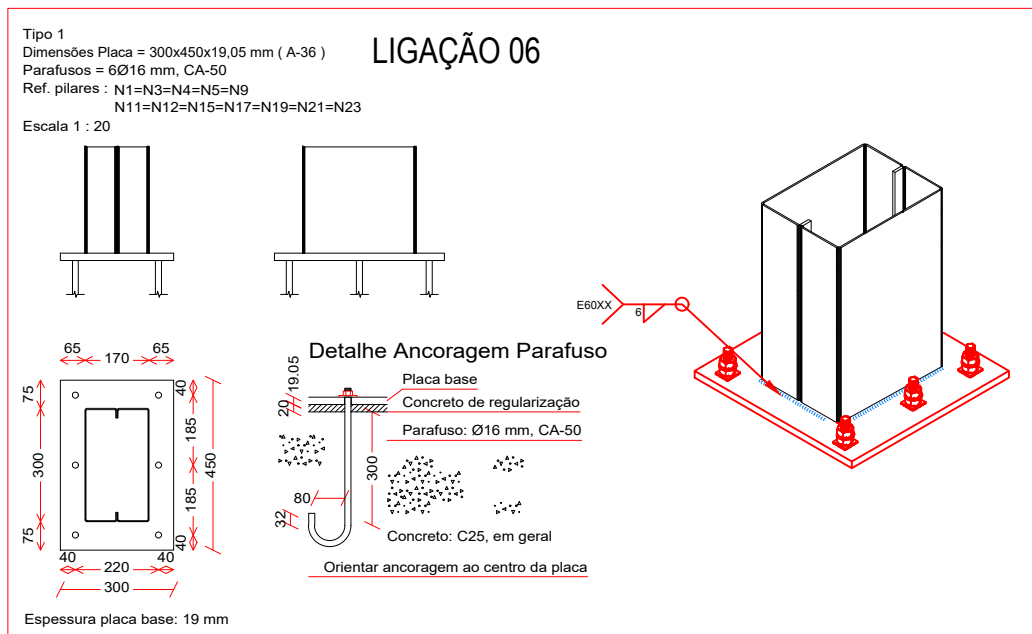 Tipo 1
Dimensões Placa = 300x450x19,05 mm ( A-36 )
Parafusos = 6Ø16 mm, CA-50
Ref. pilares : N1=N3=N4=N5=N9
N11=N12=N15=N17=N19=N21=N23
Escala 1 : 20
LIGAÇÃO 06
E60XX
6
65
170
65
75
300
75
40
185
185
40
450
40
220
40
300
Espessura placa base: 19 mm
Detalhe Ancoragem Parafuso
19.05
20
Placa base
Concreto de regularização
Parafuso: Ø16 mm, CA-50
300
80
32
Concreto: C25, em geral
Orientar ancoragem ao centro da placa